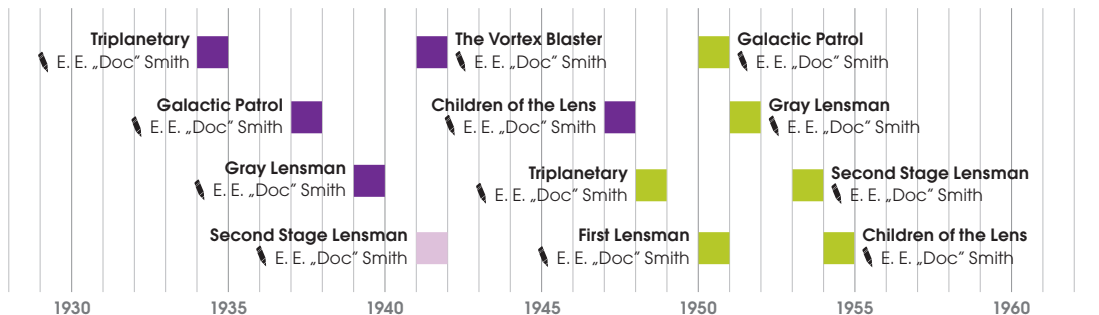 Triplanetary
E. E. „Doc” Smith
The Vortex Blaster
E. E. „Doc” Smith
Galactic Patrol
E. E. „Doc” Smith
Galactic Patrol
E. E. „Doc” Smith
Children of the Lens
E. E. „Doc” Smith
Gray Lensman
E. E. „Doc” Smith
Gray Lensman
E. E. „Doc” Smith
Triplanetary
E. E. „Doc” Smith
Second Stage Lensman
E. E. „Doc” Smith
Second Stage Lensman
E. E. „Doc” Smith
First Lensman
E. E. „Doc” Smith
Children of the Lens
E. E. „Doc” Smith
1930 1935 1940 1945 1950 1955 1960